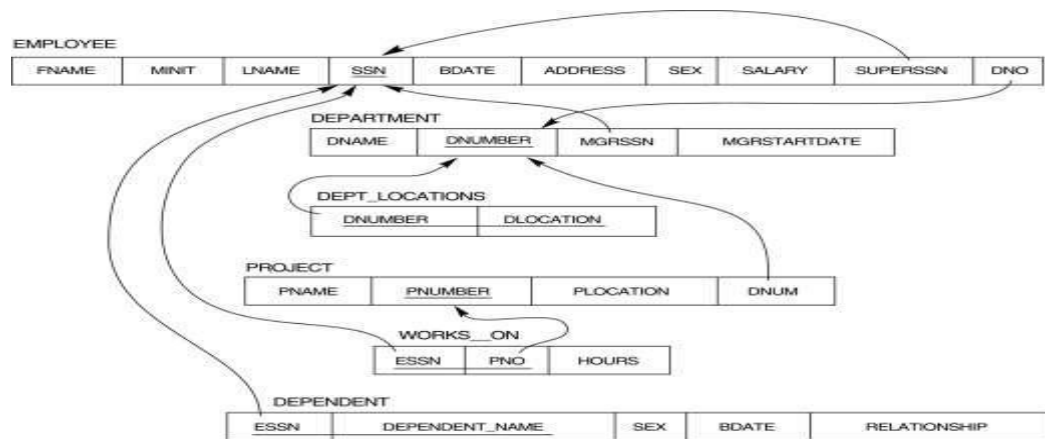 EMPLOYEE
FNAME MINIT LNAME SSN BDATE ADDRESS SEX SALARY SUPERSSN DNO
DEPARTMENT
DNAME DNUMBER MGRSSN MGRSTARTDATE
DEPT_LOCATIONS
DNUMBER DLOCATION
PROJECT
PNAME PNUMBER PLOCATION DNUM
WORKS_ON
ESSN PNO HOURS
DEPENDENT
ESSN DEPENDENT_NAME SEX BDATE RELATIONSHIP